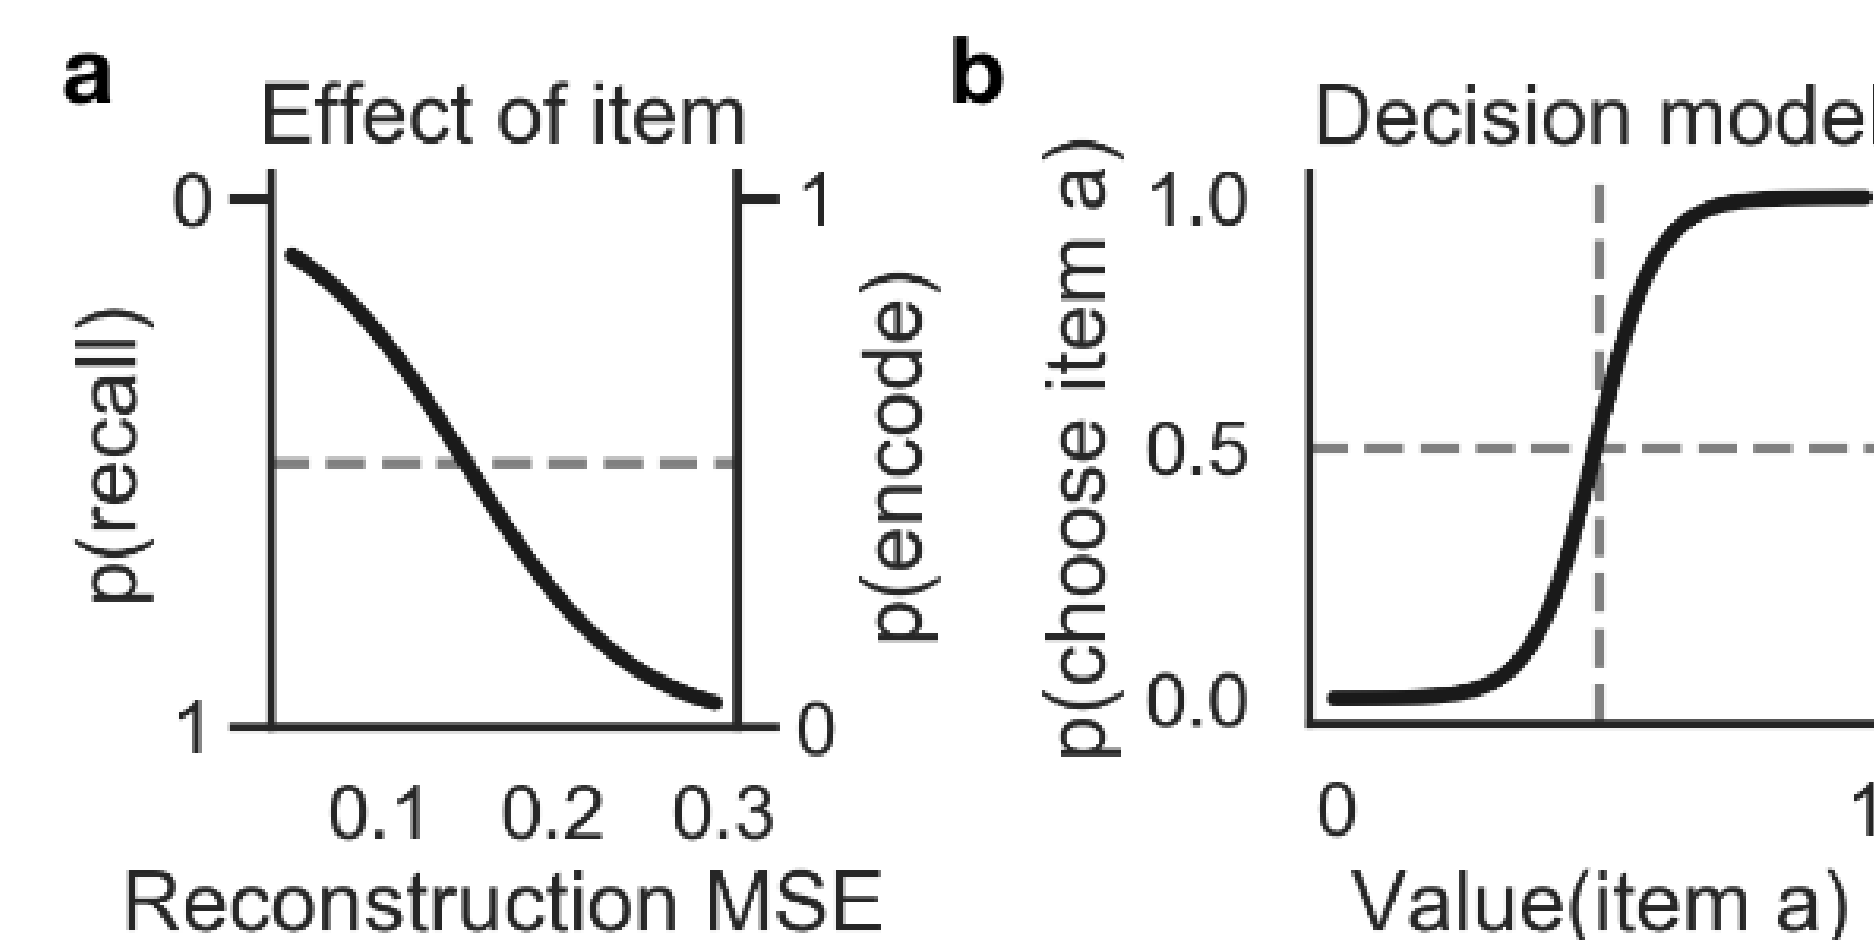 a
Effect of item
0
1
p(recall)
p(encode)
1
0
0.1 0.2 0.3
Reconstruction MSE
b
Decision model
p(choose item a)
1.0
0.5
0.0
0 1
Value(item a)